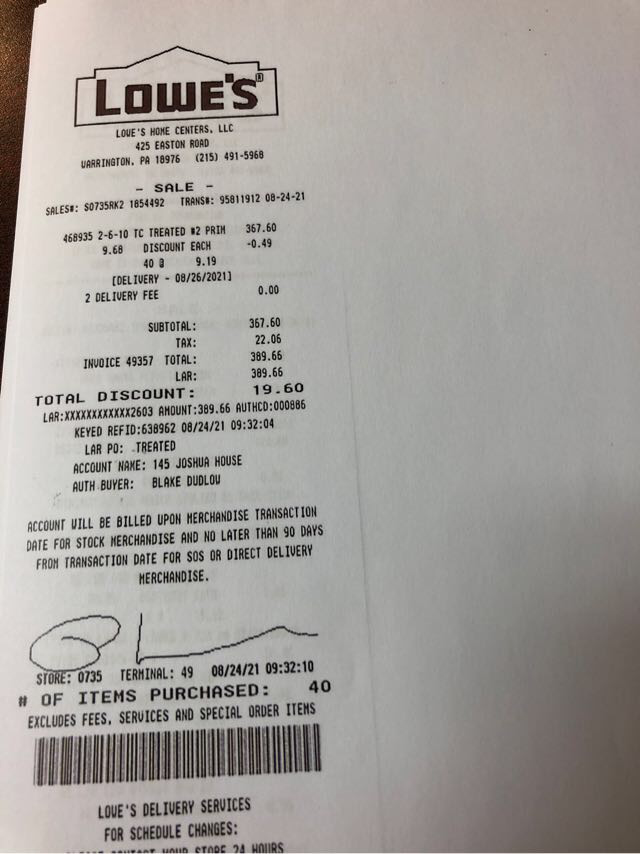 LOWE'S®
LOWE'S HOME CENTERS, LLC
425 EASTON ROAD
WARRINGTON, PA 18976 (215) 491-5968
- SALE -
SALES#: S0735RK2 1854492 TRANS#: 95811912 08-24-21
468935 2-6-10 TC TREATED #2 PRIM 367.60
9.68 DISCOUNT EACH -0.49
40 @ 9.19
[DELIVERY - 08/26/2021]
2 DELIVERY FEE 0.00
SUBTOTAL: 367.60
TAX: 22.06
INVOICE 49357 TOTAL: 389.66
LAR: 389.66
TOTAL DISCOUNT: 19.60
LAR:XXXXXXXXXXXX2603 AMOUNT:389.66 AUTHCD:000886
KEYED REFID:638962 08/24/21 09:32:04
LAR PO: TREATED
ACCOUNT NAME: 145 JOSHUA HOUSE
AUTH BUYER: BLAKE DUDLOW
ACCOUNT WILL BE BILLED UPON MERCHANDISE TRANSACTION
DATE FOR STOCK MERCHANDISE AND NO LATER THAN 90 DAYS
FROM TRANSACTION DATE FOR SOS OR DIRECT DELIVERY
MERCHANDISE.
STORE: 0735 TERMINAL: 49 08/24/21 09:32:10
# OF ITEMS PURCHASED: 40
EXCLUDES FEES, SERVICES AND SPECIAL ORDER ITEMS
LOWE'S DELIVERY SERVICES
FOR SCHEDULE CHANGES:
PLEASE CONTACT YOUR STORE 24 HOURS